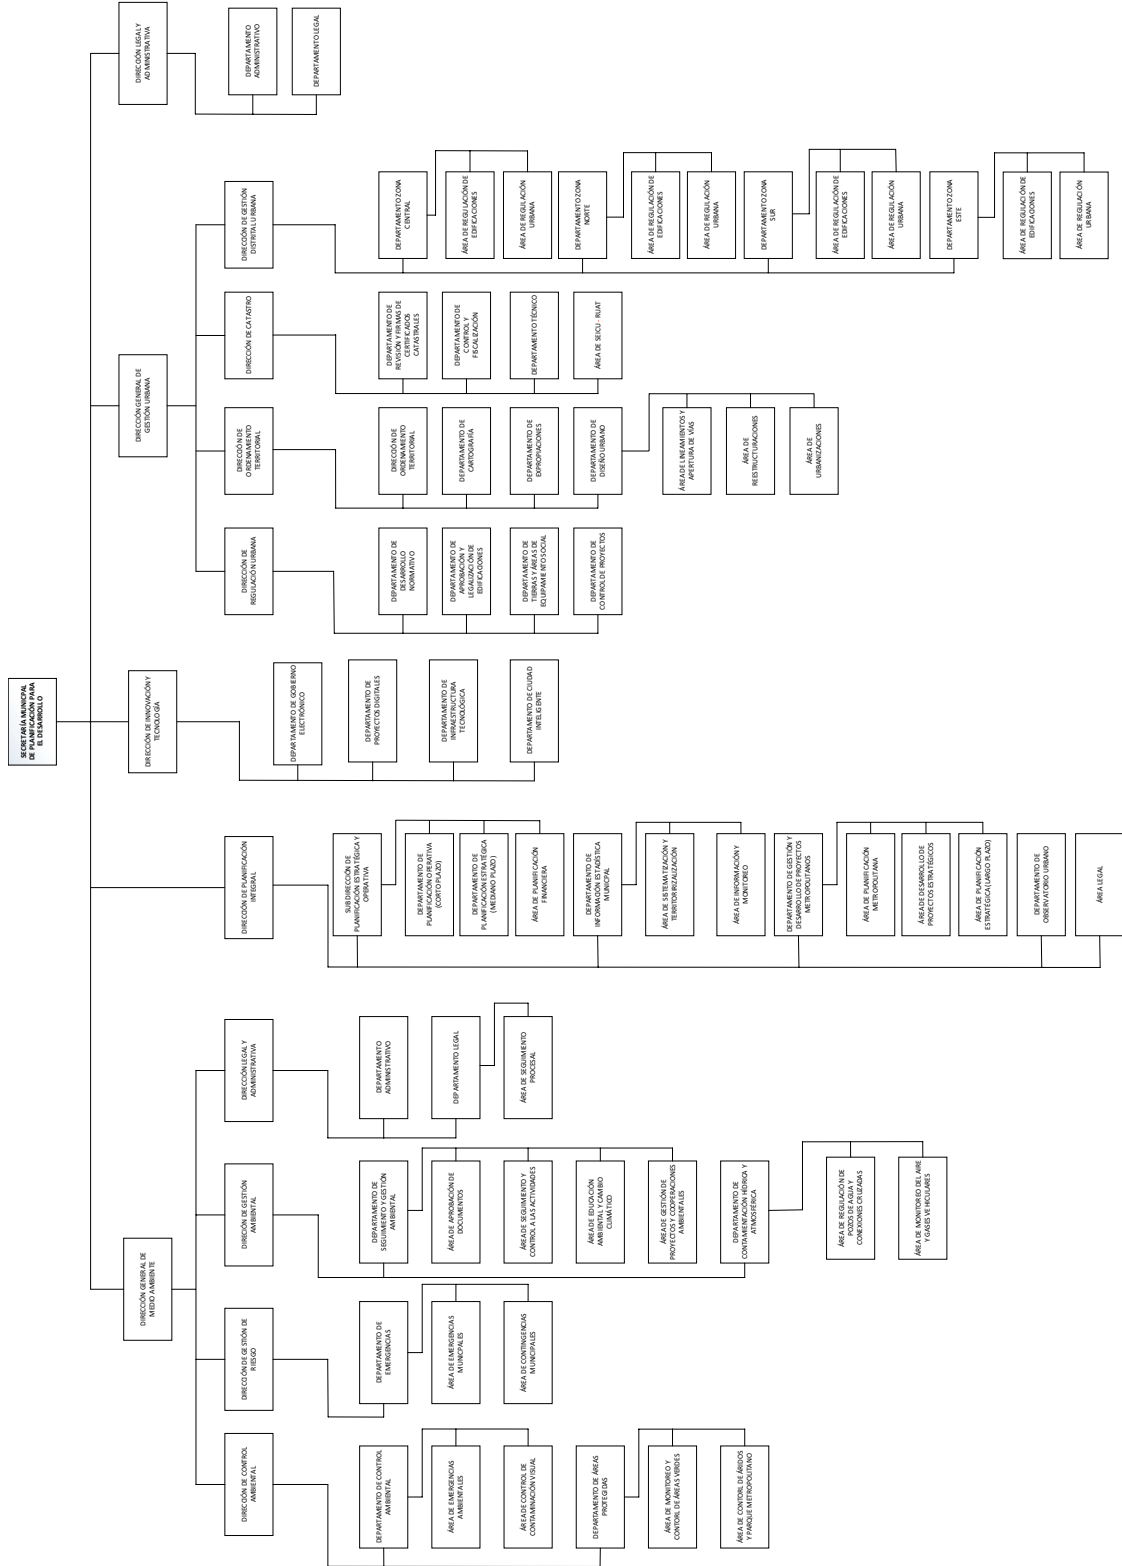 SECRETARÍA MUNICPAL
DE PLANIFICACIÓN PARA
EL DESARROLLO
DIRECCIÓN GENERAL DE
MEDIO AMBIENTE
DIRECCIÓN DE CONTROL
AMBIENTAL
DEPARTAMENTO DE CONTROL
AMBIENTAL
ÁREA DE EMERGENCIAS
AMBIENTALES
ÁREA DE CONTROL DE
CONTAMINACIÓN VISUAL
DEPARTAMENTO DE ÁREAS
PROTEGIDAS
ÁREA DE MONITOREO Y
CONTORL DE ÁREAS VERDES
ÁREA DE CONTORL DE ÁRIDOS
Y PARQUE METROPOLITANO
DIRECCIÓN DE GESTIÓN DE
RIESGO
DEPARTAMENTO DE
EMERGENCIAS
ÁREA DE EMERGENCIAS
MUNICPALES
ÁREA DE CONTINGENCIAS
MUNICIPALES
DIRECIÓN DE GESTIÓN
AMBIENTAL
DEPARTAMENTO DE
SEGUIMIENTO Y GESTIÓN
AMBIENTAL
ÁREA DE APROBACIÓN DE
DOCUMENTOS
ÁREA DE SEGUIMIENTO Y
CONTROL A LAS ACTIVIDADES
ÁREA DE EDUCACIÓN
AMBIENTAL Y CAMBIO
CLIMÁTICO
ÁREA DE GESTIÓN DE
PROYECTOS Y COOPERACIONES
AMBIENTALES
DEPARTAMENTO DE
CONTAMIENTACIÓN HÍDRICA Y
ATMOSFÉRICA
ÁREA DE REGULACIÓN DE
POZOS DE AGUA Y
CONEXIONES CRUZADAS
ÁREA DE MONITOREO DEL AIRE
Y GASES VEHICULARES
DIRECCIÓN LEGAL Y
ADMINISTRATIVA
DEPARTAMENTO
ADMINISTRATIVO
DEPARTAMENTO LEGAL
ÁREA DE SEGUIMIENTO
PROCESAL
DIRECCIÓN DE PLANIFICACIÓN
INTEGRAL
SUBDIRECCIÓN DE
PLANIFICACIÓN ESTRATÉGICA Y
OPERATIVA
DEPARTAMENTO DE
PLANIFICACIÓN OPERATIVA
(CORTO PLAZO)
DEPARTAMENTO DE
PLANIFICACIÓN ESTRATÉGICA
(MEDIANO PLAZO)
ÁREA DE PLANIFICACIÓN
FINANCIERA
DEPARTAMENTO DE
INFORMACIÓN ESTADÍSTICA
MUNICPAL
ÁREA DE SISTEMATIZACIÓN Y
TERRITORRIZALIZACIÓN
ÁREA DE INFORMACIÓN Y
MONITOREO
DEPARTAMENTO DE GESTIÓN Y
DESARROLLO DE PROYECTOS
METROPOLITANOS
ÁREA DE PLANIFICACIÓN
METROPOLITANA
ÁREA DE DESARROLLO DE
PROYECTOS ESTRATÉGICOS
ÁREA DE PLANIFICACIÓN
ESTRATÉGICA (LARGO PLAZO)
DEPARTAMENTO DE
OBSERVATORIO URBANO
ÁREA LEGAL
DIRECCIÓN DE INNOVACIÓN Y
TECNOLOGÍA
DEPARTAMENTO DE GOBIERNO
ELECTRÓNICO
DEPARTAMENTO DE
PROYECTOS DIGITALES
DEPARTAMENTO DE
INFRAESTRUCTURA
TECNOLÓGICA
DEPARTAMENTO DE CIUDAD
INTELIGENTE
DIRECCIÓN GENERAL DE
GESTIÓN URBANA
DIRECCIÓN DE
REGULACIÓN URBANA
DEPARTAMENTO DE
DESARROLLO
NORMATIVO
DEPARTAMENTO DE
APROBACIÓN Y
LEGALIZACIÓN DE
EDIFICACIONES
DEPARTAMENTO DE
TIERRAS Y ÁREAS DE
EQUIPAMIENTO SOCIAL
DEPARTAMENTO DE
CONTROL DE PROYECTOS
DIRECCIÓN DE
ORDENAMIENTO
TERRITORIAL
DIRECCIÓN DE
ORDENAMIENTO
TERRITORIAL
DEPARTAMENTO DE
CARTOGRAFÍA
DEPARTAMENTO DE
EXPROPIACIONES
DEPARTAMENTO DE
DISEÑO URBANO
ÁREA DE LINEAMIENTOS Y
APERTURA DE VÍAS
ÁREA DE
REESTRUCTURACIONES
ÁREA DE
URBANIZACIONES
DIRECCIÓN DE CATASTRO
DEPARTAMENTO DE
REVISIÓN Y FIRMAS DE
CERTIFICADOS
CATASTRALES
DEPARTAMENTO DE
CONTROL Y
FISCALIZACIÓN
DEPARTAMENTO TÉCNICO
ÁREA DE SEICU - RUAT
DIRECCIÓN DE GESTIÓN
DISTRITAL URBANA
DEPARTAMENTO ZONA
CENTRAL
ÁREA DE REGULACIÓN DE
EDIFICACIONES
ÁREA DE REGULACIÓN
URBANA
DEPARTAMENTO ZONA
NORTE
ÁREA DE REGULACIÓN DE
EDIFICACIONES
ÁREA DE REGULACIÓN
URBANA
DEPARTAMENTO ZONA
SUR
ÁREA DE REGULACIÓN DE
EDIFICACIONES
ÁREA DE REGULACIÓN
URBANA
DEPARTAMENTO ZONA
ESTE
ÁREA DE REGULACIÓN DE
EDIFICACIONES
ÁREA DE REGULACIÓN
URBANA
DIRECCIÓN LEGAL Y
ADMINISTRATIVA
DEPARTAMENTO
ADMINISTRATIVO
DEPARTAMENTO LEGAL